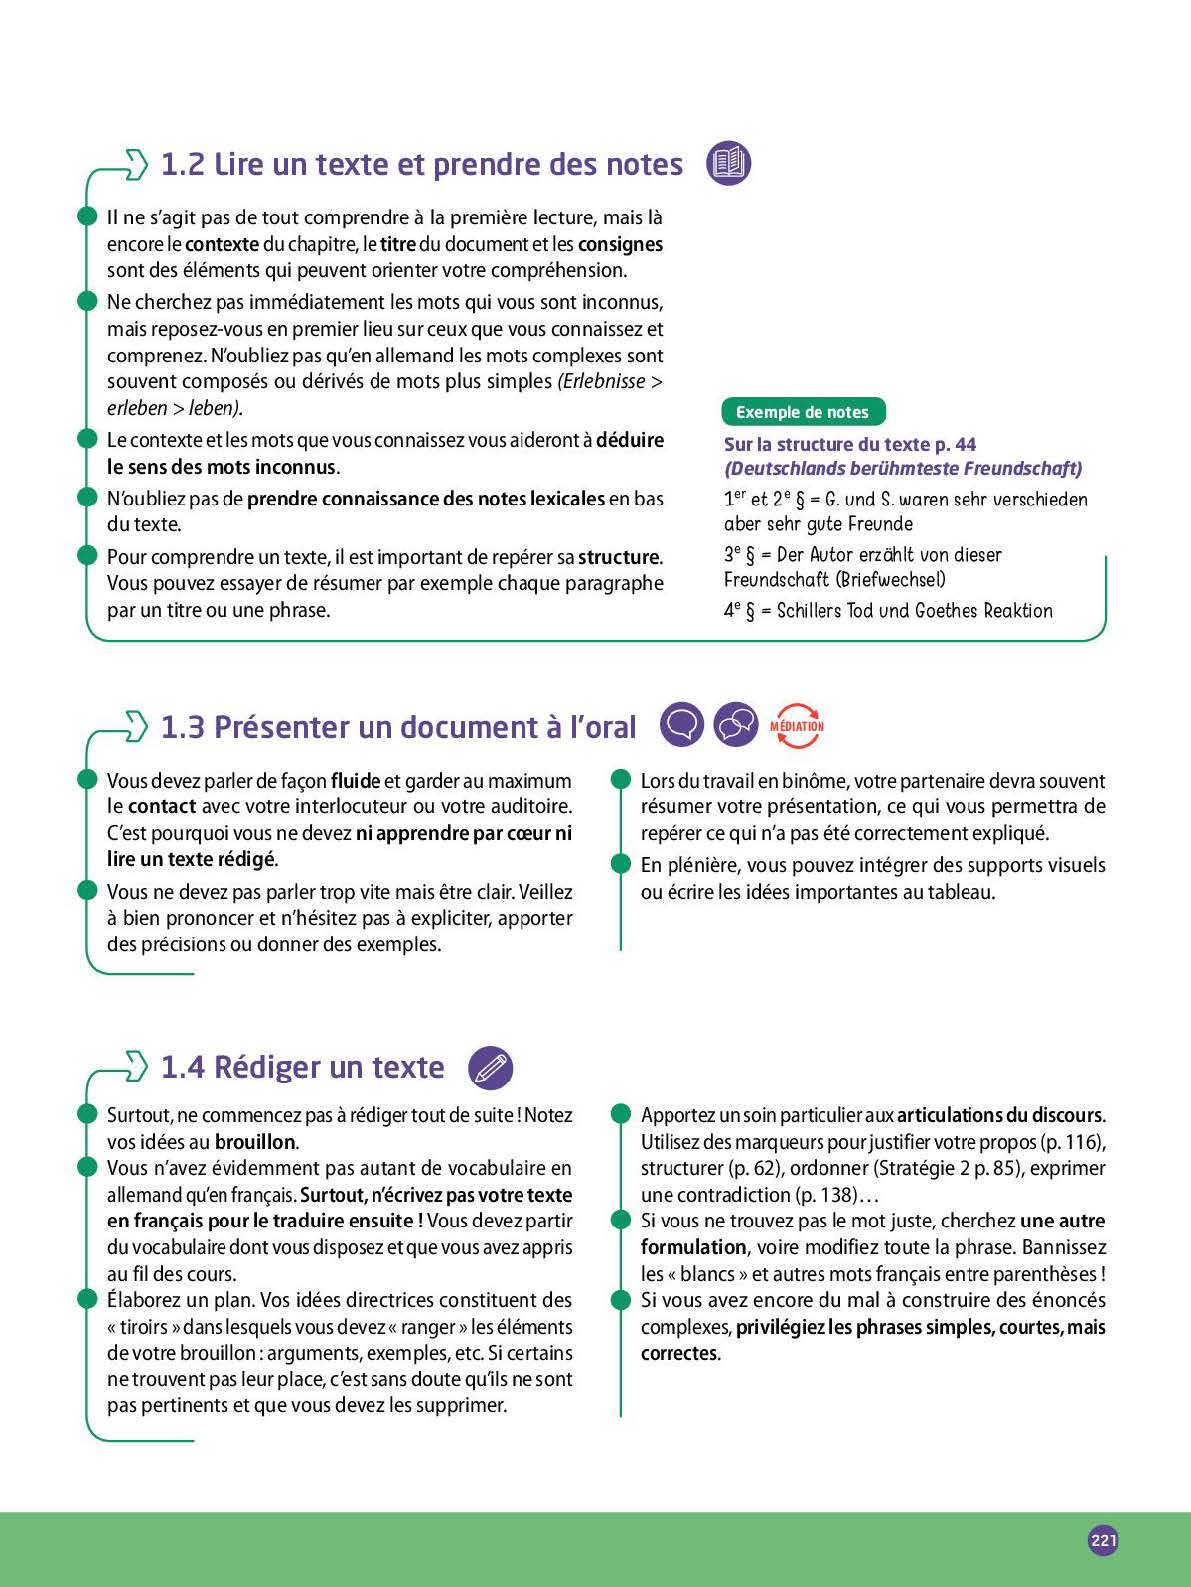 1.2 Lire un texte et prendre des notes
Il ne s'agit pas de tout comprendre à la première lecture, mais là
encore le contexte du chapitre, le titre du document et les consignes
sont des éléments qui peuvent orienter votre compréhension.
Ne cherchez pas immédiatement les mots qui vous sont inconnus,
mais reposez-vous en premier lieu sur ceux que vous connaissez et
comprenez. N'oubliez pas qu'en allemand les mots complexes sont
souvent composés ou dérivés de mots plus simples (Erlebnisse >
erleben > leben).
Le contexte et les mots que vous connaissez vous aideront à déduire
le sens des mots inconnus.
N'oubliez pas de prendre connaissance des notes lexicales en bas
du texte.
Pour comprendre un texte, il est important de repérer sa structure.
Vous pouvez essayer de résumer par exemple chaque paragraphe
par un titre ou une phrase.
Exemple de notes
Sur la structure du texte p. 44
(Deutschlands berühmteste Freundschaft)
1er et 2e § = G. und S. waren sehr verschieden
aber sehr gute Freunde
3e § = Der Autor erzählt von dieser
Freundschaft (Briefwechsel)
4e § = Schillers Tod und Goethes Reaktion
1.3 Présenter un document à l'oral
MÉDIATION
Vous devez parler de façon fluide et garder au maximum
le contact avec votre interlocuteur ou votre auditoire.
C'est pourquoi vous ne devez ni apprendre par cœur ni
lire un texte rédigé.
Vous ne devez pas parler trop vite mais être clair. Veillez
à bien prononcer et n'hésitez pas à expliciter, apporter
des précisions ou donner des exemples.
Lors du travail en binôme, votre partenaire devra souvent
résumer votre présentation, ce qui vous permettra de
repérer ce qui n'a pas été correctement expliqué.
En plénière, vous pouvez intégrer des supports visuels
ou écrire les idées importantes au tableau.
1.4 Rédiger un texte
Surtout, ne commencez pas à rédiger tout de suite ! Notez
vos idées au brouillon.
Vous n'avez évidemment pas autant de vocabulaire en
allemand qu'en français. Surtout, n'écrivez pas votre texte
en français pour le traduire ensuite ! Vous devez partir
du vocabulaire dont vous disposez et que vous avez appris
au fil des cours.
Élaborez un plan. Vos idées directrices constituent des
« tiroirs » dans lesquels vous devez « ranger » les éléments
de votre brouillon : arguments, exemples, etc. Si certains
ne trouvent pas leur place, c'est sans doute qu'ils ne sont
pas pertinents et que vous devez les supprimer.
Apportez un soin particulier aux articulations du discours.
Utilisez des marqueurs pour justifier votre propos (p. 116),
structurer (p. 62), ordonner (Stratégie 2 p. 85), exprimer
une contradiction (p. 138)…
Si vous ne trouvez pas le mot juste, cherchez une autre
formulation, voire modifiez toute la phrase. Bannissez
les « blancs » et autres mots français entre parenthèses !
Si vous avez encore du mal à construire des énoncés
complexes, privilégiez les phrases simples, courtes, mais
correctes.
221